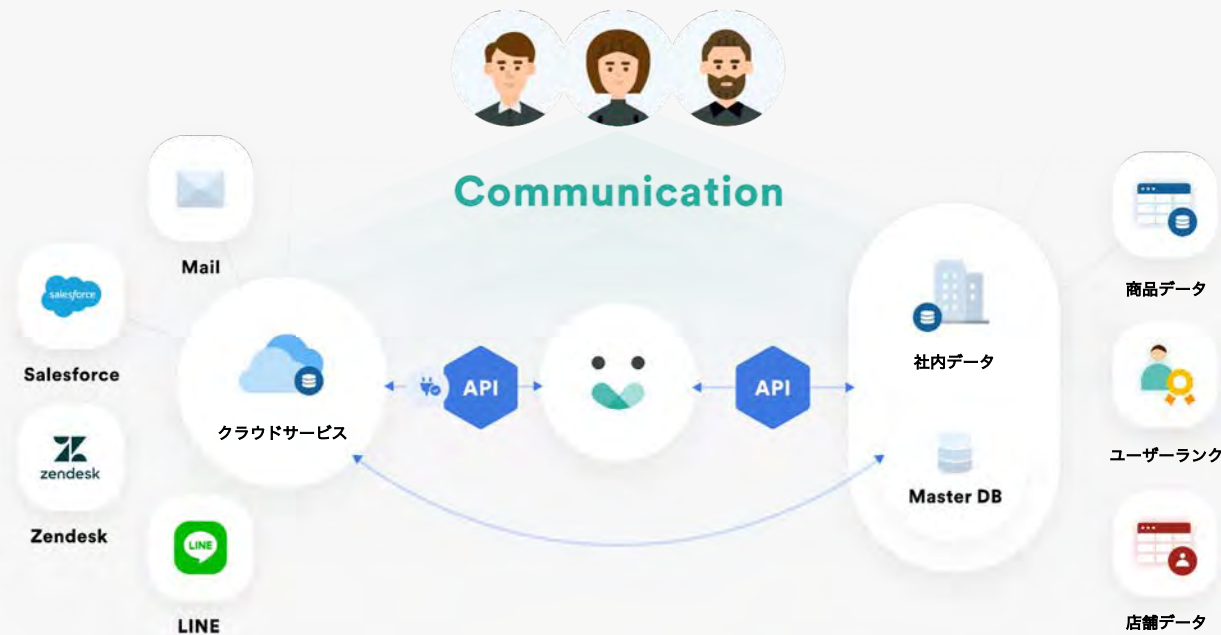 Communication
Mail
salesforce
Salesforce
zendesk
Zendesk
LINE
LINE
クラウドサービス
API
API
社内データ
Master DB
商品データ
ユーザーランク
店舗データ